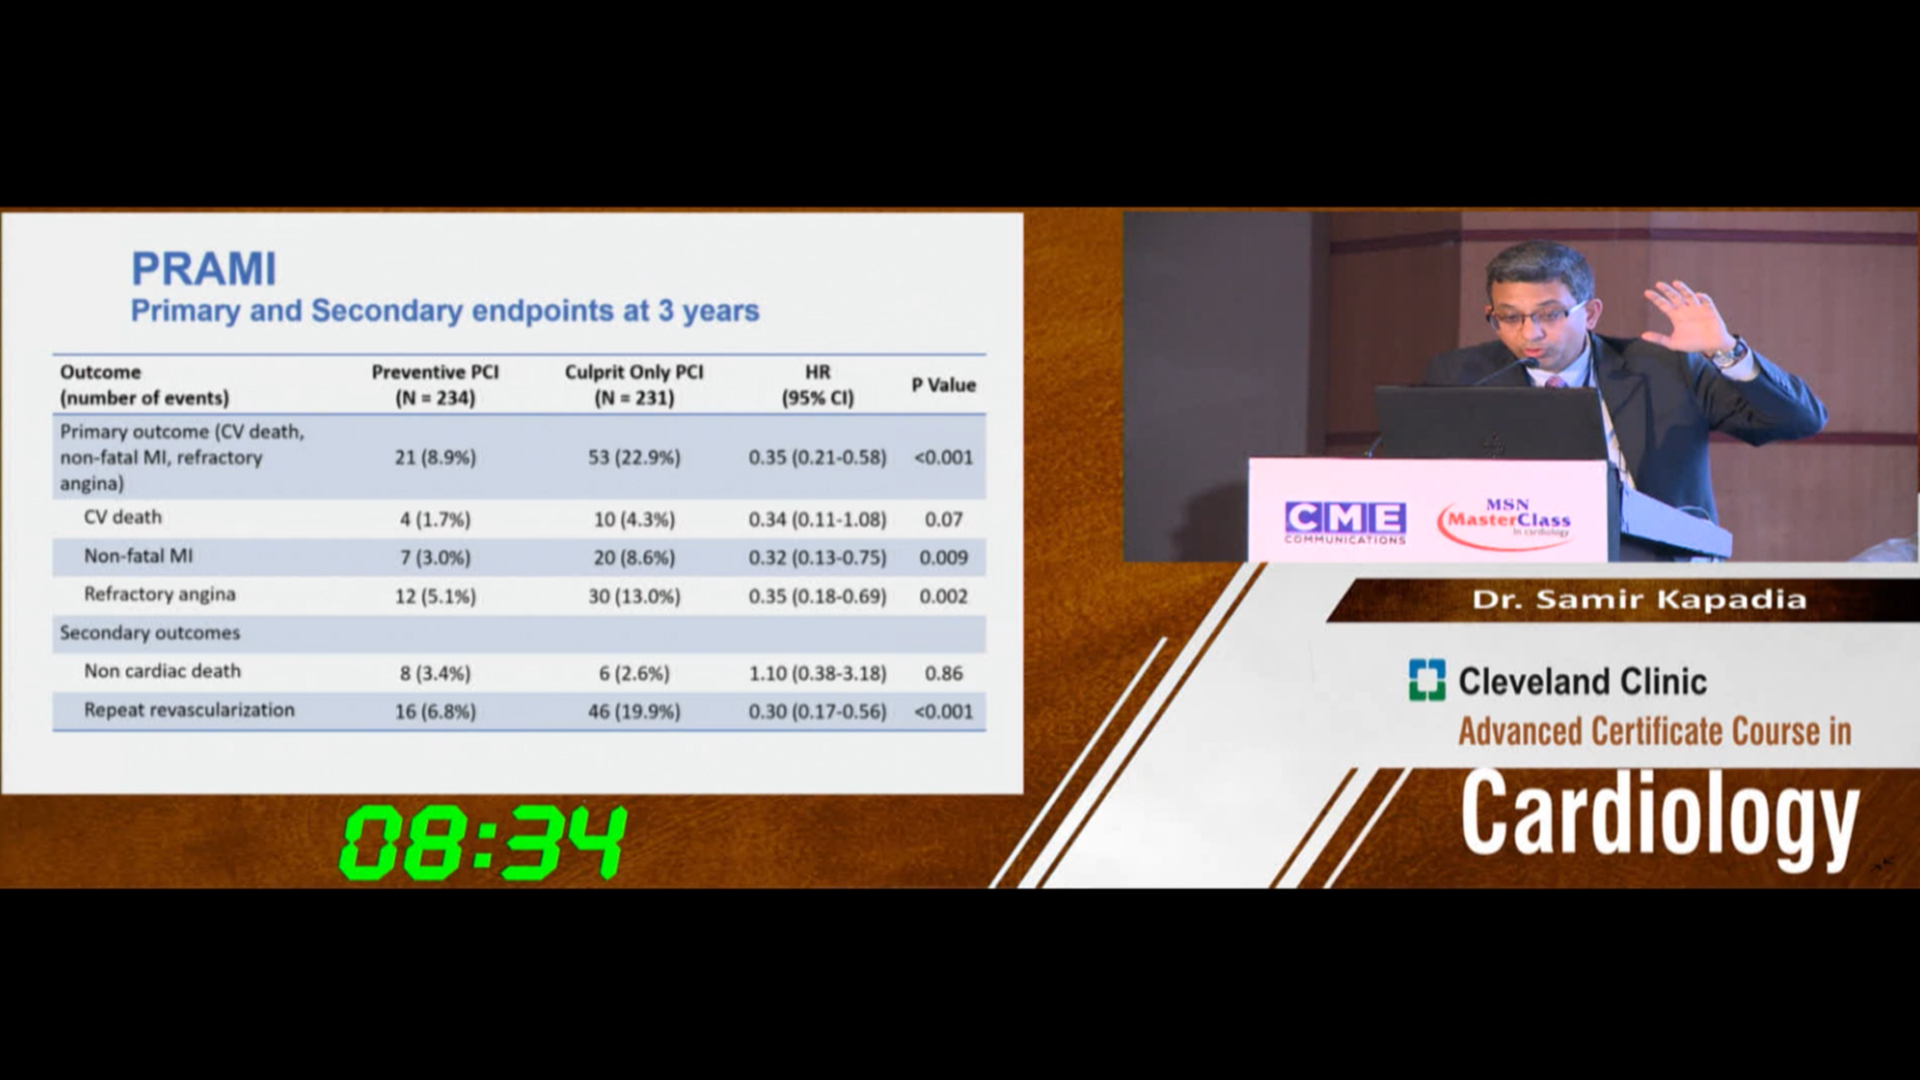 PRAMI
Primary and Secondary endpoints at 3 years
Outcome (number of events) Preventive PCI (N = 234) Culprit Only PCI (N = 231) HR (95% CI) P Value
Primary outcome (CV death, non-fatal MI, refractory angina) 21 (8.9%) 53 (22.9%) 0.35 (0.21-0.58) <0.001
CV death 4 (1.7%) 10 (4.3%) 0.34 (0.11-1.08) 0.07
Non-fatal MI 7 (3.0%) 20 (8.6%) 0.32 (0.13-0.75) 0.009
Refractory angina 12 (5.1%) 30 (13.0%) 0.35 (0.18-0.69) 0.002
Secondary outcomes
Non cardiac death 8 (3.4%) 6 (2.6%) 1.10 (0.38-3.18) 0.86
Repeat revascularization 16 (6.8%) 46 (19.9%) 0.30 (0.17-0.56) <0.001
08:34
CME
COMMUNICATIONS
MSN
MasterClass
in cardiology
Dr. Samir Kapadia
Cleveland Clinic
Advanced Certificate Course in
Cardiology